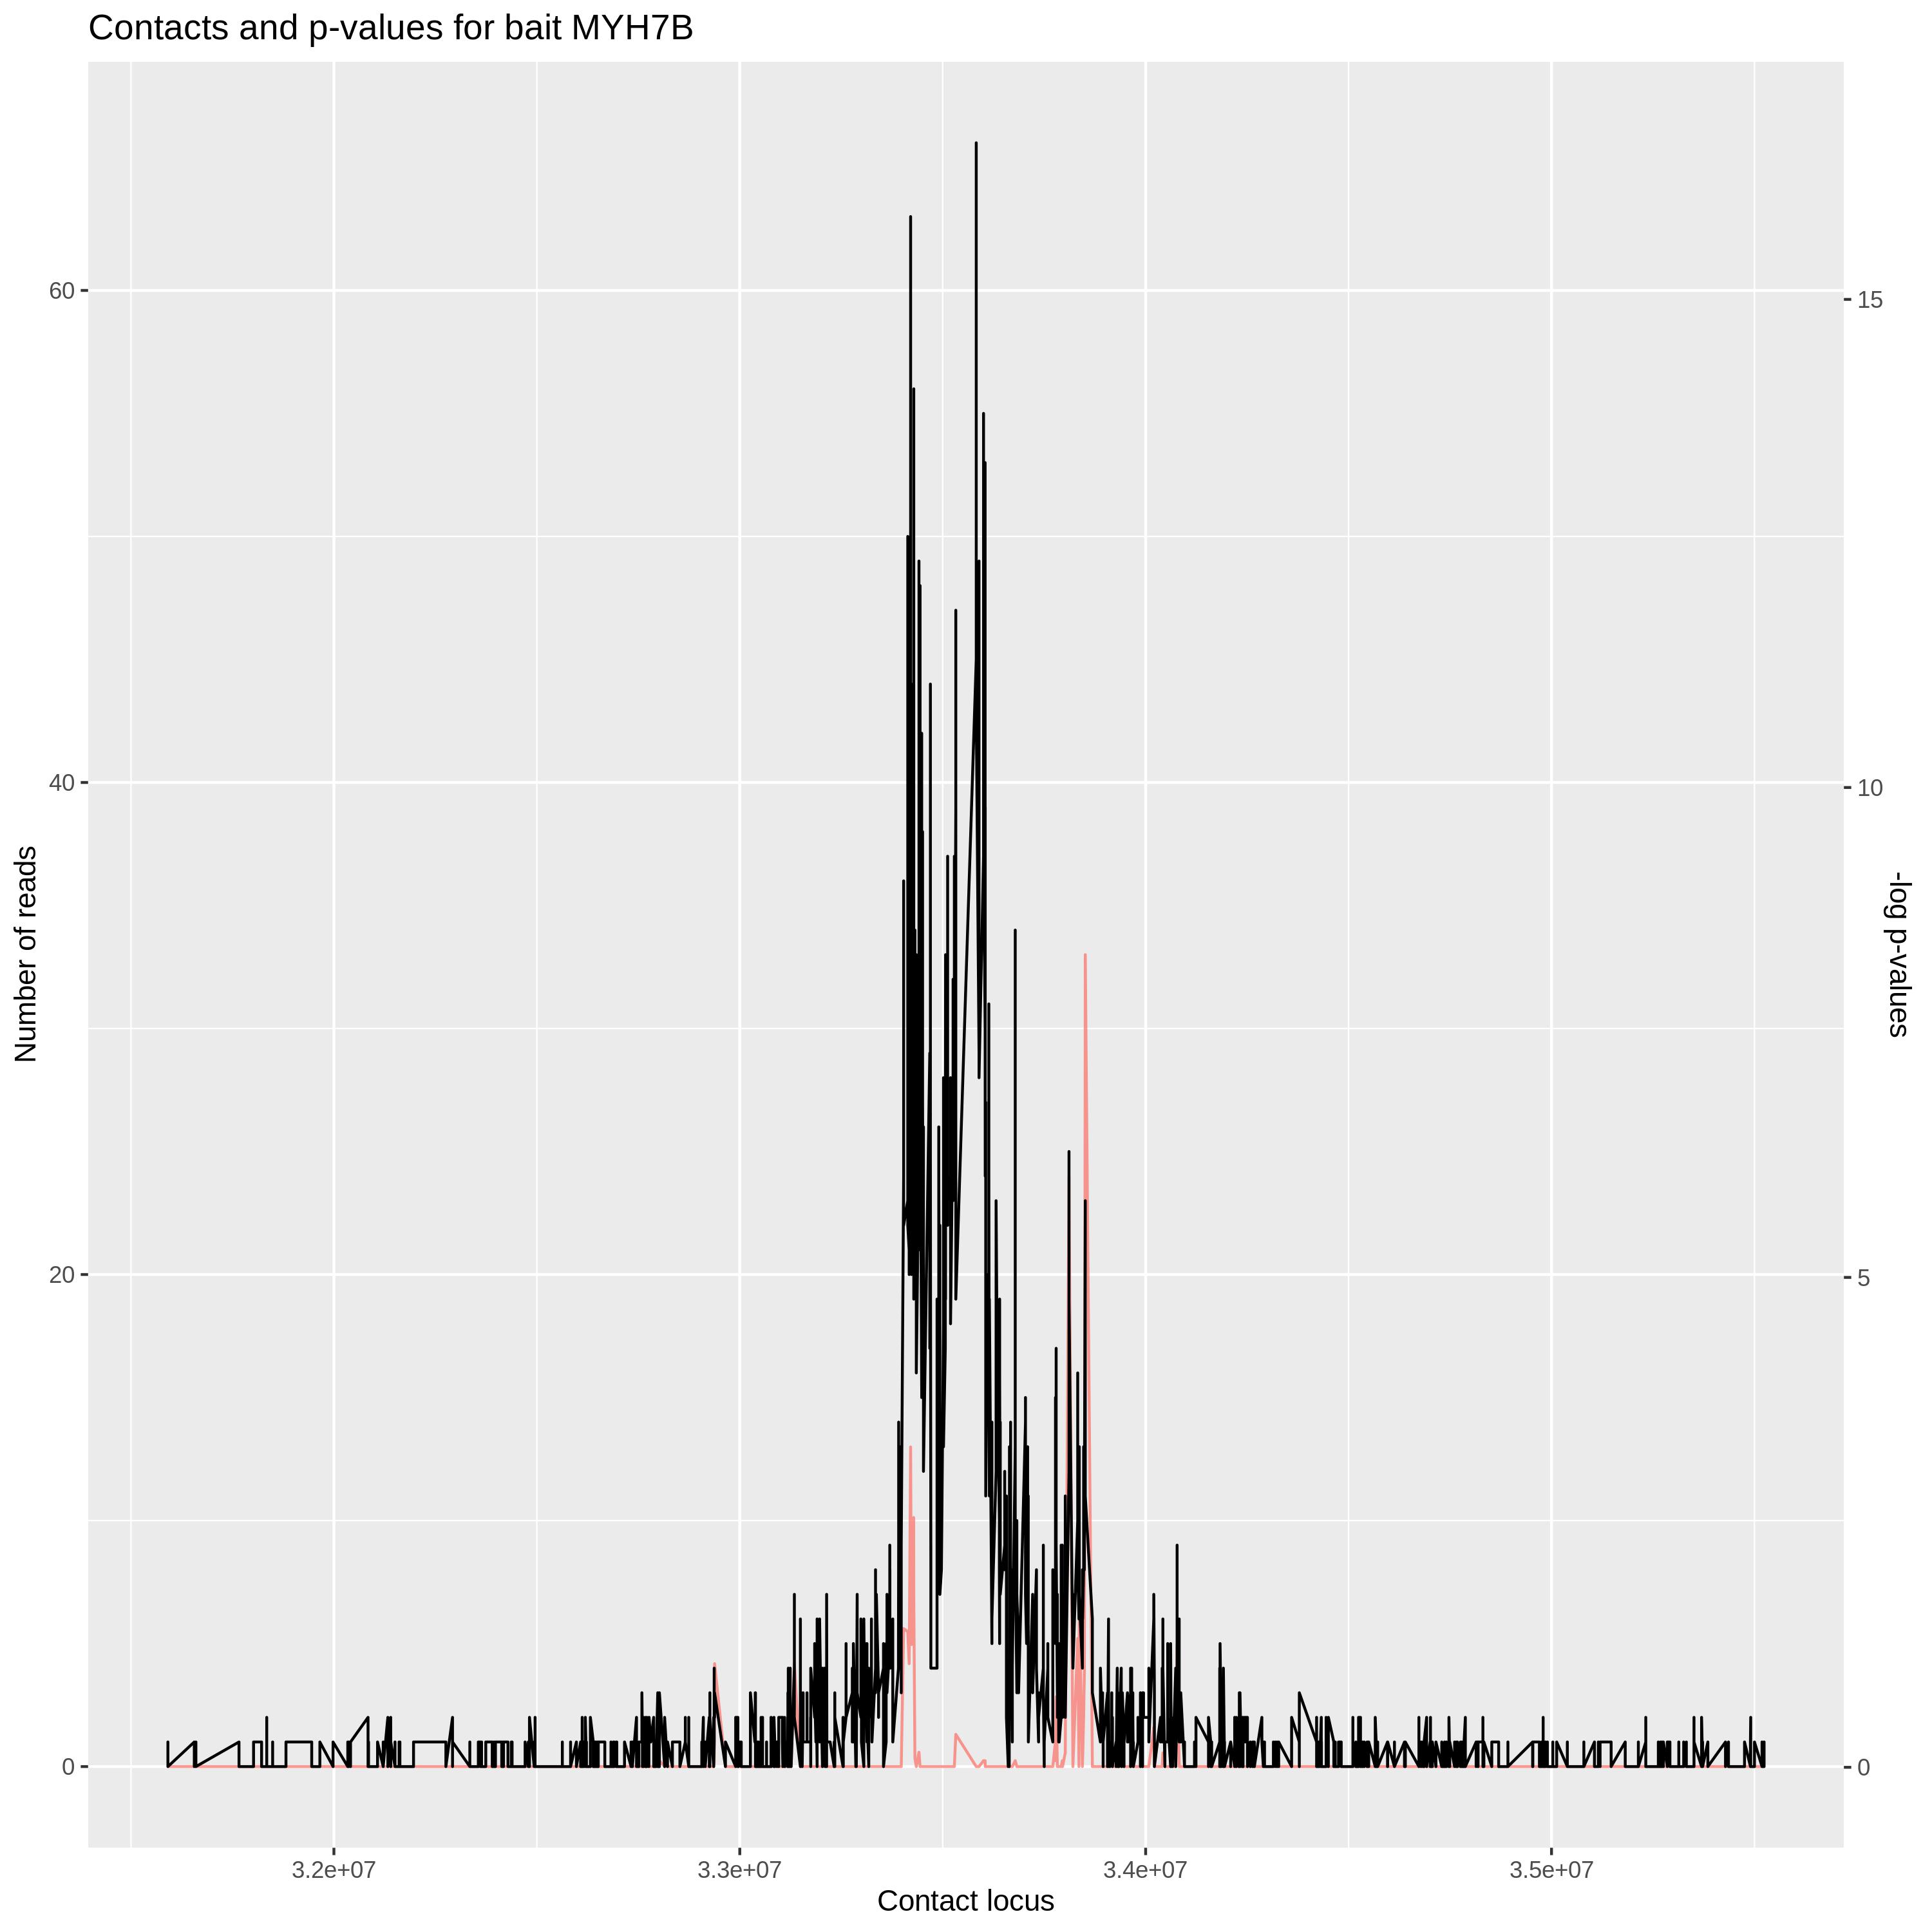 Contacts and p-values for bait MYH7B
60
40
20
0
15
10
5
0
Number of reads
-log p-values
3.2e+07
3.3e+07
3.4e+07
3.5e+07
Contact locus